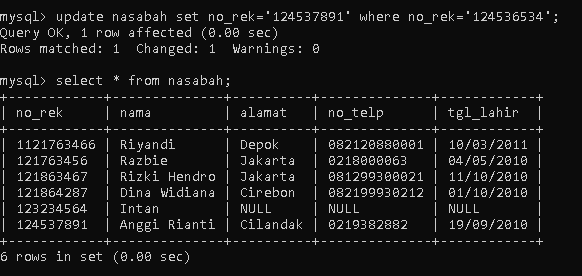 mysql> update nasabah set no_rek='124537891' where no_rek='124536534';
Query OK, 1 row affected (0.00 sec)
Rows matched: 1  Changed: 1  Warnings: 0

mysql> select * from nasabah;
+------------+--------------+----------+--------------+------------+
| no_rek     | nama         | alamat   | no_telp      | tgl_lahir  |
+------------+--------------+----------+--------------+------------+
| 1121763466 | Riyandi      | Depok    | 082120880001 | 10/03/2011 |
| 121763456  | Razbie       | Jakarta  | 0218000063   | 04/05/2010 |
| 121863467  | Rizki Hendro | Jakarta  | 081299300021 | 11/10/2010 |
| 121864287  | Dina Widiana | Cirebon  | 082199930212 | 01/10/2010 |
| 123234564  | Intan        | NULL     | NULL         | NULL       |
| 124537891  | Anggi Rianti | Cilandak | 0219382882   | 19/09/2010 |
+------------+--------------+----------+--------------+------------+
6 rows in set (0.00 sec)